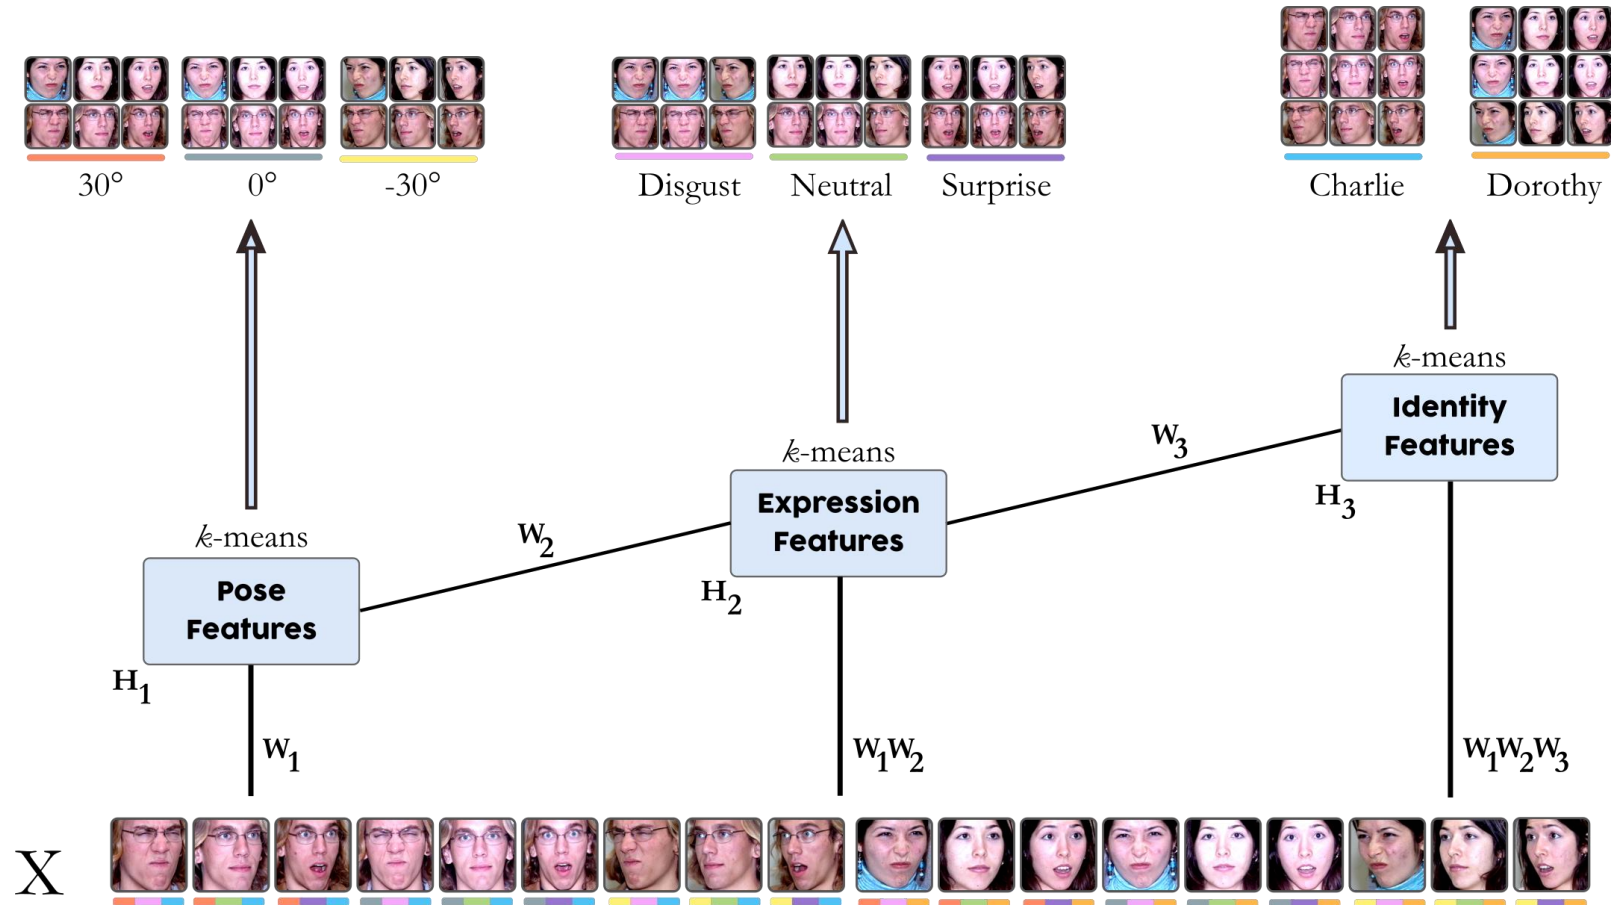 30° 0° -30°
Disgust Neutral Surprise
Charlie Dorothy
k-means
Identity
Features
H3
W3
k-means
Expression
Features
H2
W2
k-means
Pose
Features
H1
W1
W1W2
W1W2W3
X